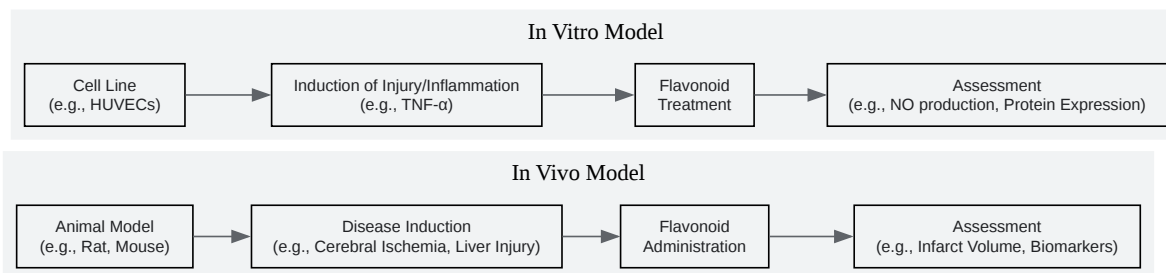 In Vitro Model
Cell Line
(e.g., HUVECs)
Induction of Injury/Inflammation
(e.g., TNF-α)
Flavonoid
Treatment
Assessment
(e.g., NO production, Protein Expression)
In Vivo Model
Animal Model
(e.g., Rat, Mouse)
Disease Induction
(e.g., Cerebral Ischemia, Liver Injury)
Flavonoid
Administration
Assessment
(e.g., Infarct Volume, Biomarkers)